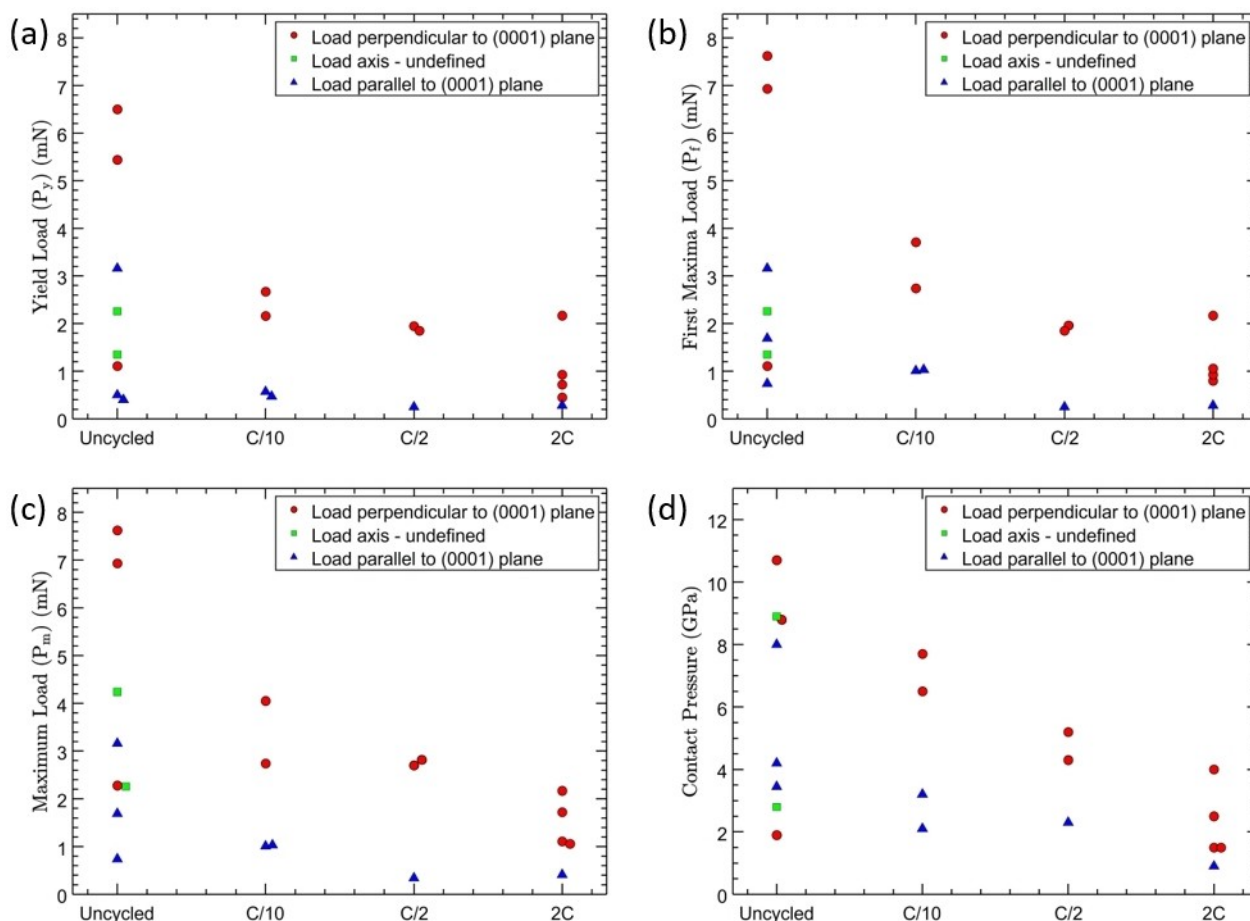 (a)
Load perpendicular to (0001) plane
Load axis - undefined
Load parallel to (0001) plane
Yield Load (P_y) (mN)
8
7
6
5
4
3
2
1
0
Uncycled C/10 C/2 2C
(b)
Load perpendicular to (0001) plane
Load axis - undefined
Load parallel to (0001) plane
First Maxima Load (P_f) (mN)
8
7
6
5
4
3
2
1
0
Uncycled C/10 C/2 2C
(c)
Load perpendicular to (0001) plane
Load axis - undefined
Load parallel to (0001) plane
Maximum Load (P_m) (mN)
8
7
6
5
4
3
2
1
0
Uncycled C/10 C/2 2C
(d)
Load perpendicular to (0001) plane
Load axis - undefined
Load parallel to (0001) plane
Contact Pressure (GPa)
12
10
8
6
4
2
0
Uncycled C/10 C/2 2C